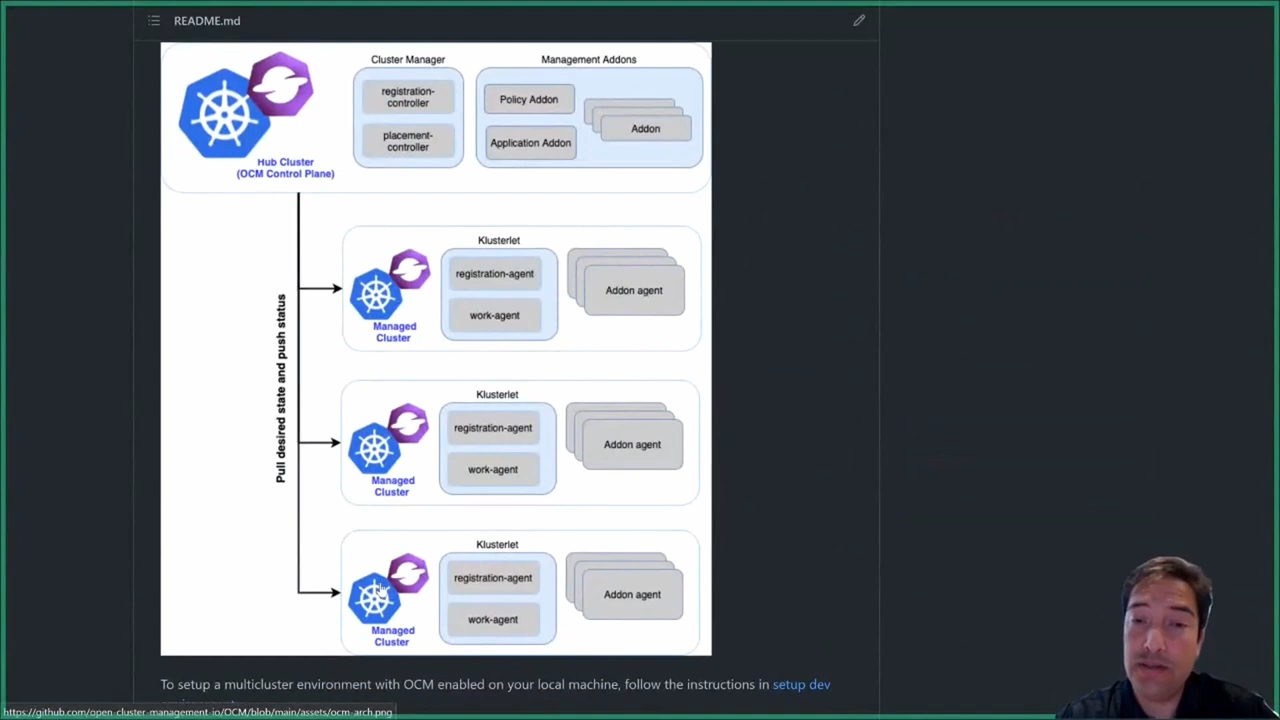 README.md
Cluster Manager
Management Addons
registration-
controller
placement-
controller
Policy Addon
Application Addon
Addon
Hub Cluster
(OCM Control Plane)
Pull desired state and push status
Klusterlet
registration-agent
work-agent
Addon agent
Managed
Cluster
Klusterlet
registration-agent
work-agent
Addon agent
Managed
Cluster
Klusterlet
registration-agent
work-agent
Addon agent
Managed
Cluster
To setup a multicluster environment with OCM enabled on your local machine, follow the instructions in setup dev
https://github.com/open-cluster-management-io/OCM/blob/main/assets/ocm-arch.png